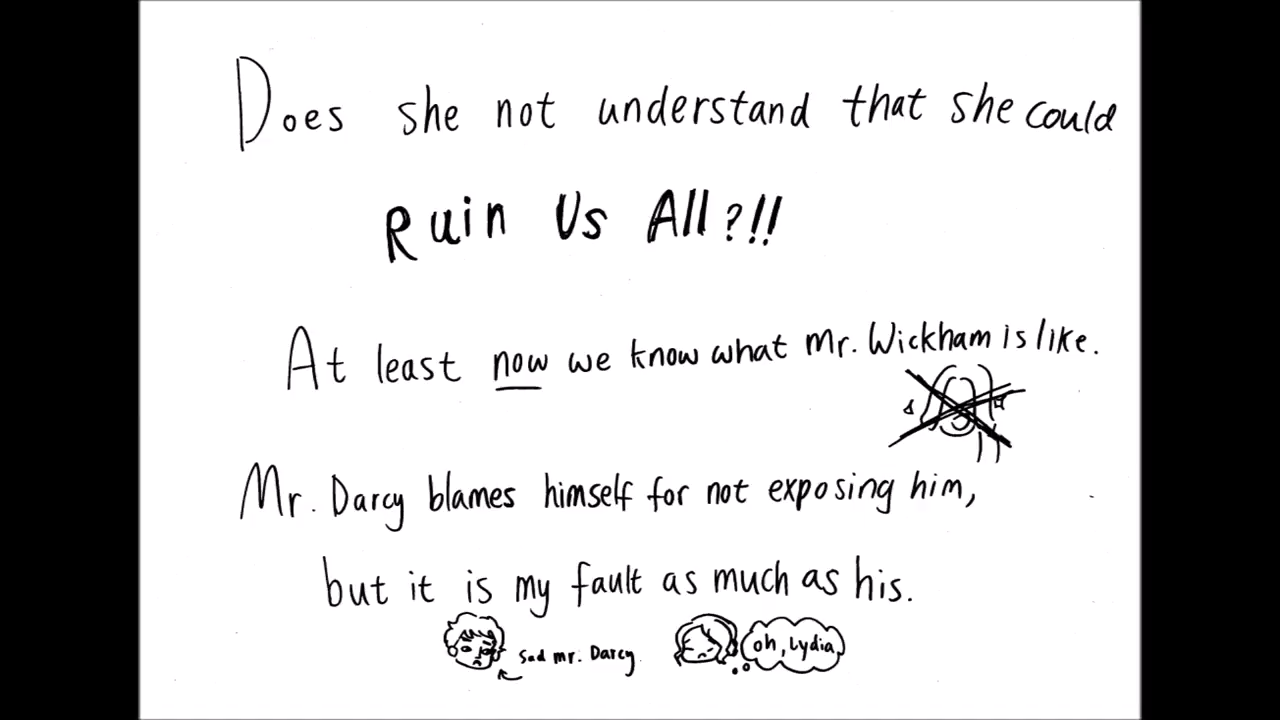 Does she not understand that she could
Ruin Us All?!!
At least now we know what Mr. Wickham is like.
Mr. Darcy blames himself for not exposing him,
but it is my fault as much as his.
sad mr. Darcy
oh, Lydia